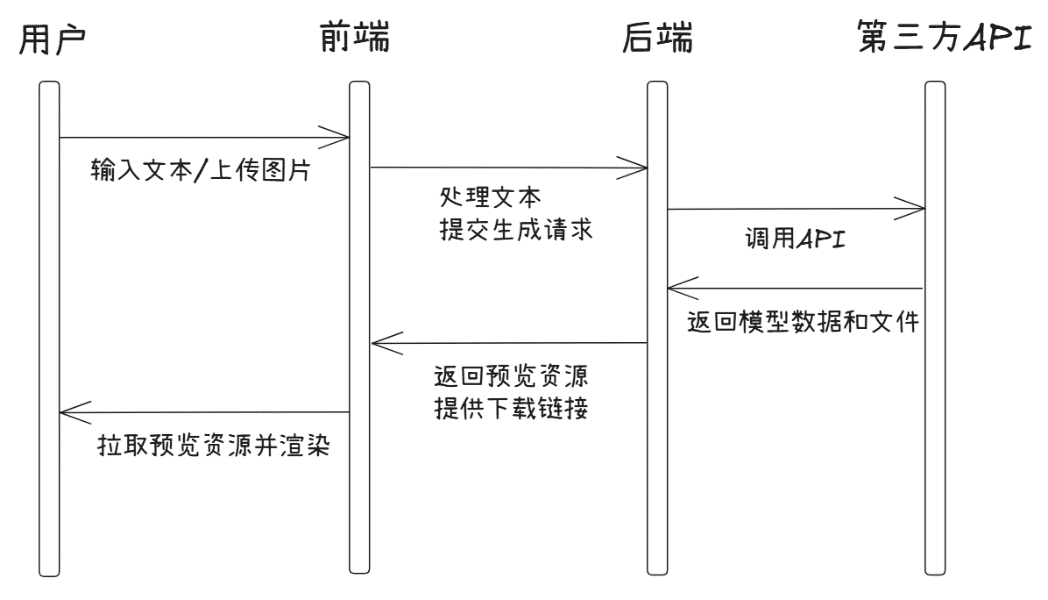 用户
前端
后端
第三方API
输入文本/上传图片
处理文本
提交生成请求
调用API
返回模型数据和文件
返回预览资源
提供下载链接
拉取预览资源并渲染